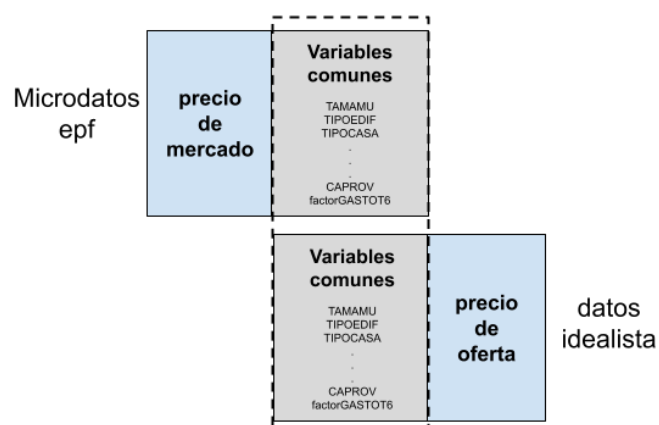 Microdatos
epf
precio
de
mercado
Variables
comunes
TAMAMU
TIPOEDIF
TIPOCASA
.
.
.
CAPROV
factorGASTOT6
Variables
comunes
TAMAMU
TIPOEDIF
TIPOCASA
.
.
.
CAPROV
factorGASTOT6
precio
de
oferta
datos
idealista